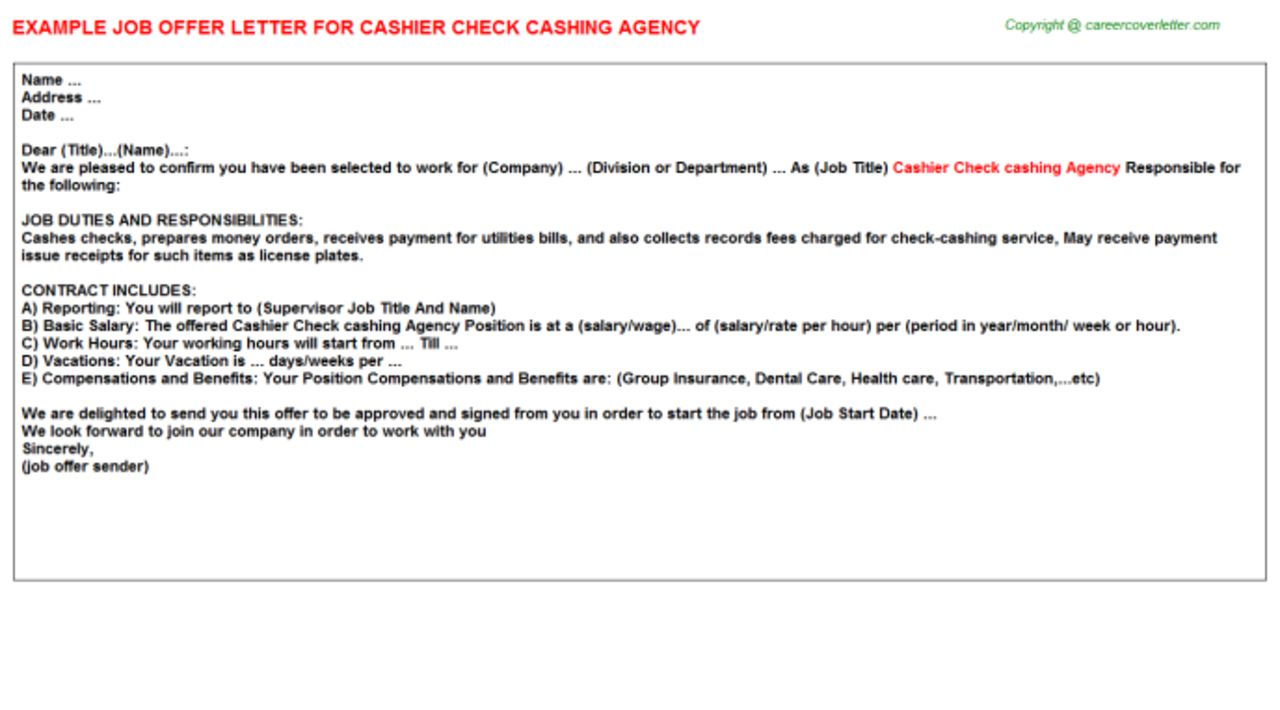 EXAMPLE JOB OFFER LETTER FOR CASHIER CHECK CASHING AGENCY
Copyright @ careercoverletter.com
Name ...
Address ...
Date ...
Dear (Title)...(Name)...:
We are pleased to confirm you have been selected to work for (Company) ... (Division or Department) ... As (Job Title) Cashier Check cashing Agency Responsible for
the following:
JOB DUTIES AND RESPONSIBILITIES:
Cashes checks, prepares money orders, receives payment for utilities bills, and also collects records fees charged for check-cashing service, May receive payment
issue receipts for such items as license plates.
CONTRACT INCLUDES:
A) Reporting: You will report to (Supervisor Job Title And Name)
B) Basic Salary: The offered Cashier Check cashing Agency Position is at a (salary/wage)... of (salary/rate per hour) per (period in year/month/ week or hour).
C) Work Hours: Your working hours will start from ... Till ...
D) Vacations: Your Vacation is ... days/weeks per ...
E) Compensations and Benefits: Your Position Compensations and Benefits are: (Group Insurance, Dental Care, Health care, Transportation,...etc)
We are delighted to send you this offer to be approved and signed from you in order to start the job from (Job Start Date) ...
We look forward to join our company in order to work with you
Sincerely,
(job offer sender)